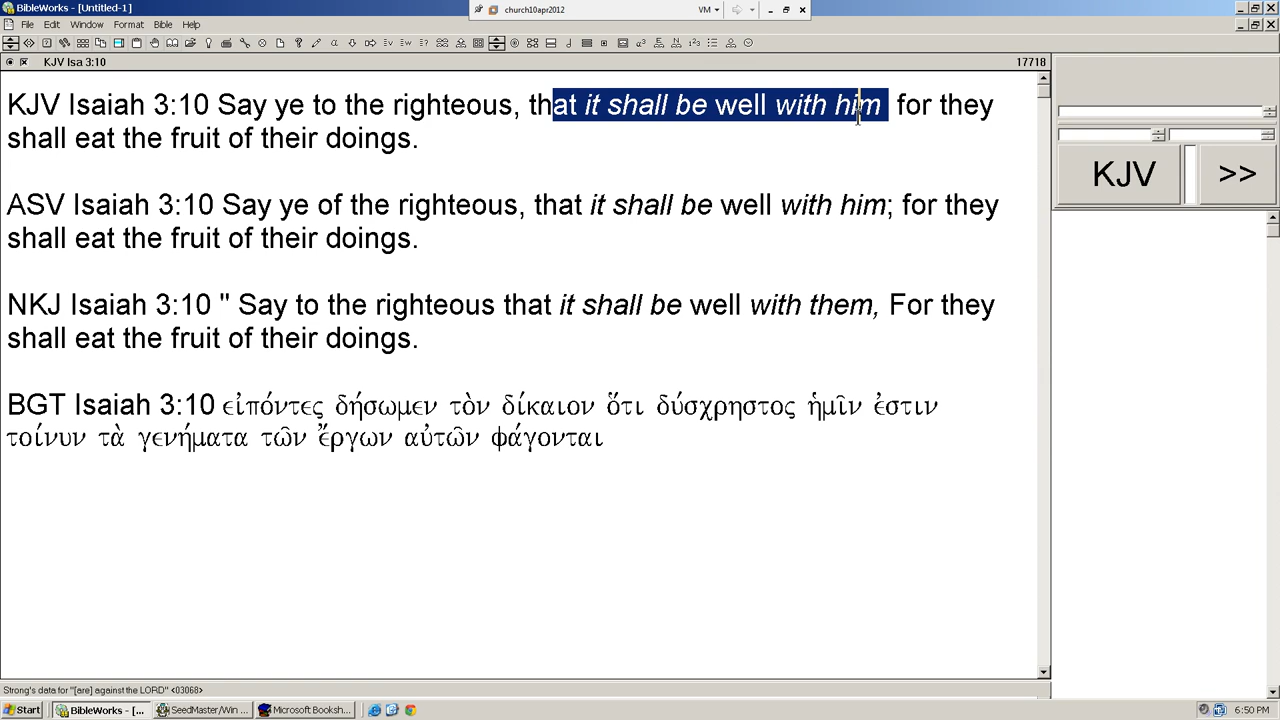 BibleWorks - [Untitled-1]
church10apr2012
VM
File Edit Window Format Bible Help
KJV Isa 3:10
17718
KJV Isaiah 3:10 Say ye to the righteous, that it shall be well with him for they
shall eat the fruit of their doings.
ASV Isaiah 3:10 Say ye of the righteous, that it shall be well with him; for they
shall eat the fruit of their doings.
NKJ Isaiah 3:10 " Say to the righteous that it shall be well with them, For they
shall eat the fruit of their doings.
BGT Isaiah 3:10 εἰπόντες δήσωμεν τὸν δίκαιον ὅτι δύσχρηστος ἡμῖν ἐστιν
τοίνυν τὰ γενήματα τῶν ἔργων αὐτῶν φάγονται
KJV
>>
Strong's data for "[are] against the LORD" <03068>
Start
BibleWorks - [...
SeedMaster/Win ...
Microsoft Booksh...
6:50 PM